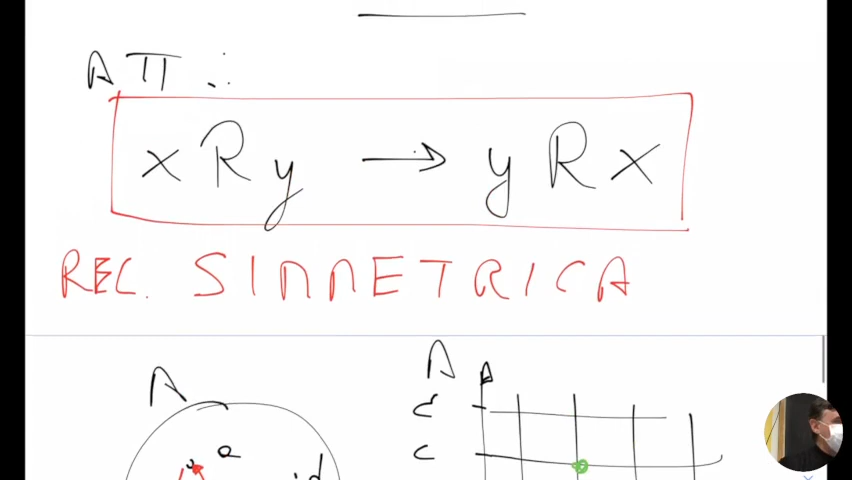 ATT.:
x R y → y R x
REL. SIMMETRICA
A A A
C
a
d